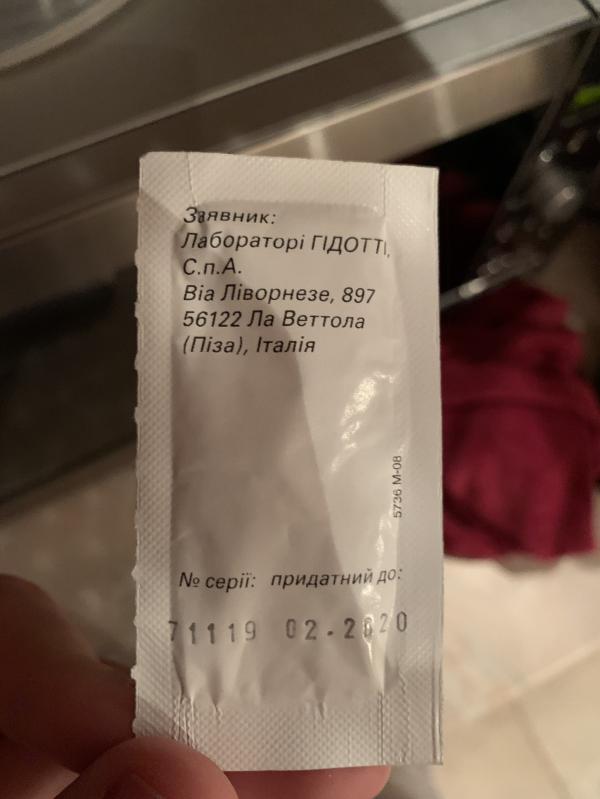 Заявник:
Лабораторі ГІДОТТІ,
С.п.А.
Віа Ліворнезе, 897
56122 Ла Веттола
(Піза), Італія
5736 M-08
№ серії: придатний до:
71119 02-2020